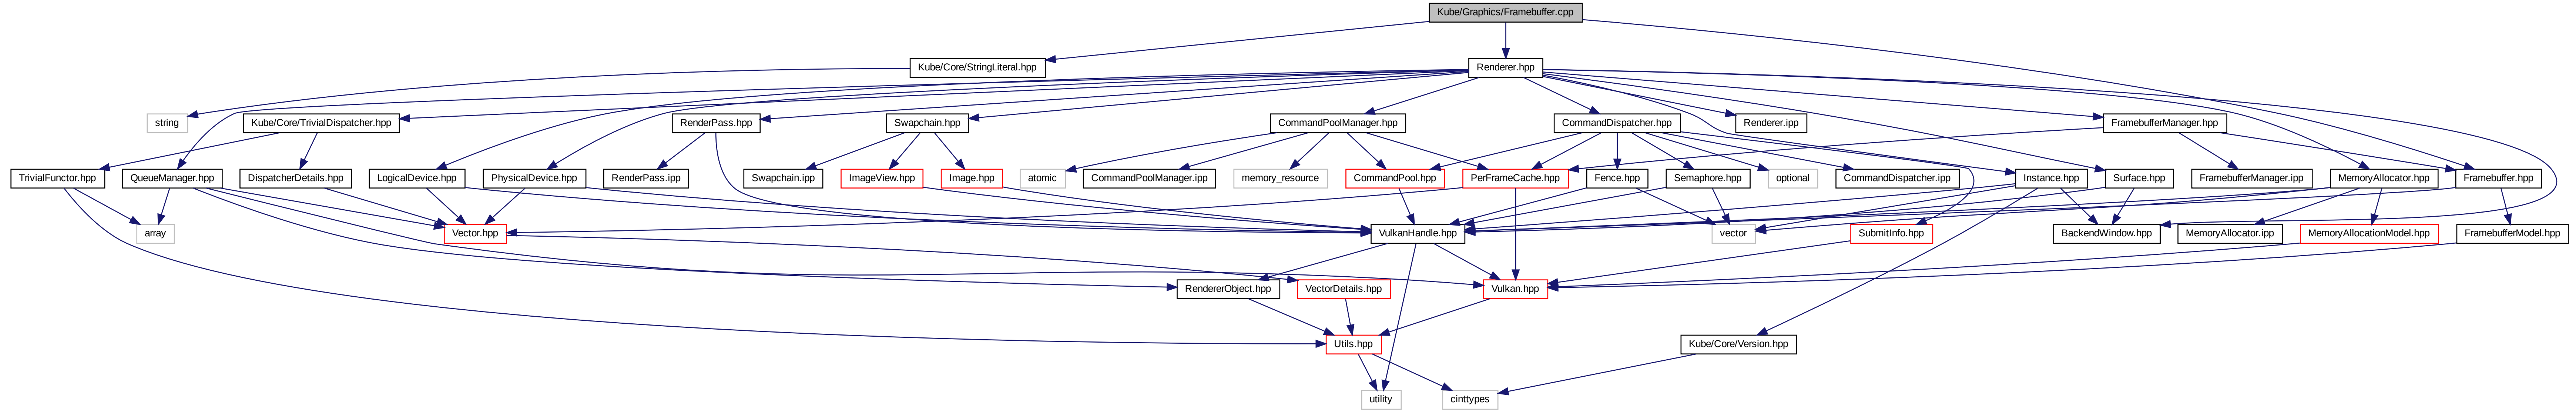 Kube/Graphics/Framebuffer.cpp
Kube/Core/StringLiteral.hpp
Renderer.hpp
string
Kube/Core/TrivialDispatcher.hpp
RenderPass.hpp
Swapchain.hpp
CommandPoolManager.hpp
CommandDispatcher.hpp
Renderer.ipp
FramebufferManager.hpp
TrivialFunctor.hpp
QueueManager.hpp
DispatcherDetails.hpp
LogicalDevice.hpp
PhysicalDevice.hpp
RenderPass.ipp
Swapchain.ipp
ImageView.hpp
Image.hpp
atomic
CommandPoolManager.ipp
memory_resource
CommandPool.hpp
PerFrameCache.hpp
Fence.hpp
Semaphore.hpp
optional
CommandDispatcher.ipp
Instance.hpp
Surface.hpp
FramebufferManager.ipp
MemoryAllocator.hpp
Framebuffer.hpp
array
Vector.hpp
VulkanHandle.hpp
vector
SubmitInfo.hpp
BackendWindow.hpp
MemoryAllocator.ipp
MemoryAllocationModel.hpp
FramebufferModel.hpp
RendererObject.hpp
VectorDetails.hpp
Vulkan.hpp
Utils.hpp
Kube/Core/Version.hpp
utility
cinttypes